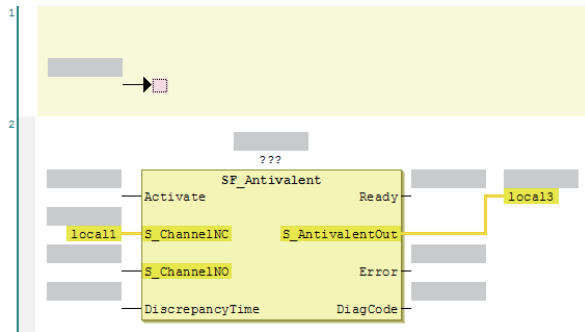 1
2
???
SF_Antivalent
Activate Ready local3
local1 S_ChannelNC S_AntivalentOut
S_ChannelNO Error
DiscrepancyTime DiagCode